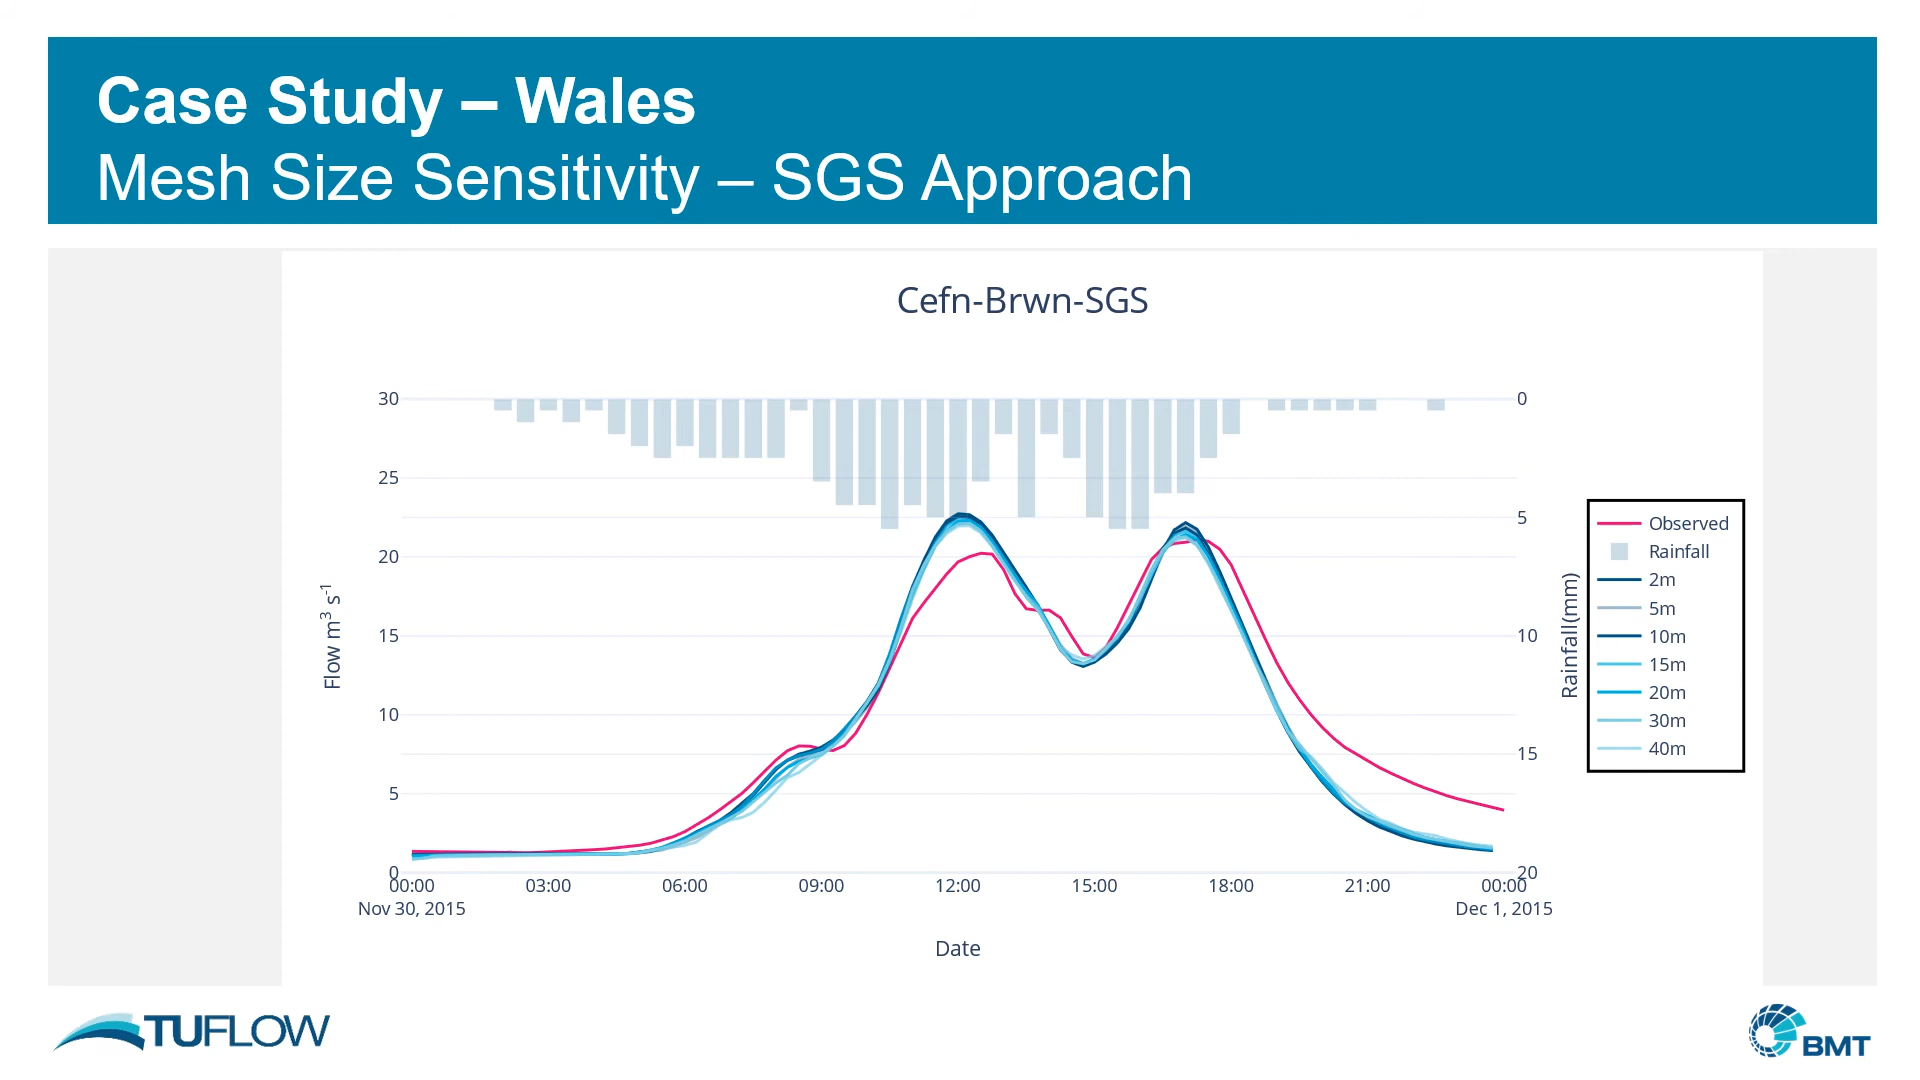 Case Study – Wales
Mesh Size Sensitivity – SGS Approach
Cefn-Brwn-SGS
30
25
20
15
10
5
0
Flow m³ s⁻¹
0
5
10
15
20
Rainfall(mm)
00:00
03:00
06:00
09:00
12:00
15:00
18:00
21:00
00:00
Nov 30, 2015
Dec 1, 2015
Date
Observed
Rainfall
2m
5m
10m
15m
20m
30m
40m
TUFLOW
BMT